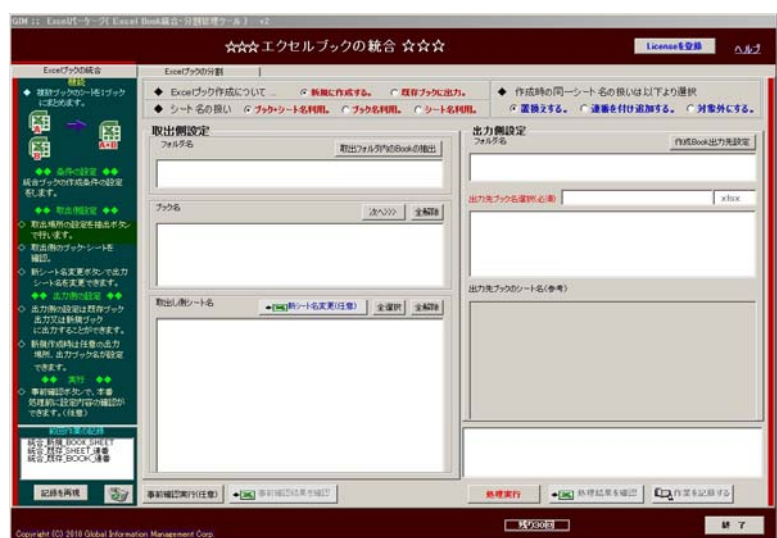 GIM :: Excelパーケージ( Excel Book統合・分割管理ツール ) v2
☆☆☆ エクセルブックの統合 ☆☆☆
Licenseを登録
ヘルプ
Excelブックの統合
Excelブックの分割
機能
◆ 複数ブックのシートを1ブックにまとめます。
A
B
A+B
◆◆ 条件の設定 ◆◆
統合ブックの作成条件の設定
をします。
◆◆ 取出側設定 ◆◆
◇ 取出場所の設定を抽出ボタン
で行います。
◇ 取出側のブック・シートを
確認。
◇ 新シート名変更ボタンで出力
シート名を変更できます。
◆◆ 出力側の設定 ◆◆
◇ 出力側の設定は既存ブック
出力又は新規ブック
に出力することができます。
◇ 新規作成時は任意の出力
場所、出力ブック名が設定
できます。
◆◆ 実行 ◆◆
◇ 事前確認ボタンで、本番
処理前に設定内容の確認が
できます。(任意)
前回作業の記録
統合_新規_BOOK_SHEET
統合_既存_SHEET_連番
統合_既存_BOOK_連番
記録を再現
◆ Excelブック作成について 新規に作成する。 既存ブックに出力。
◆ シート名の扱い ブック+シート名利用。 ブック名利用。 シート名利用。
◆ 作成時の同一シート名の扱いは以下より選択
置換えする。 連番を付け追加する。 対象外にする。
取出側設定
フォルダ名
取出フォルダ内のBookの抽出
ブック名
次へ>>>
全解除
取出し側シート名
新シート名変更(任意)
全選択
全解除
事前確認実行(任意)
事前確認結果を確認
出力側設定
フォルダ名
作成Book出力先設定
出力先ブック名選択(必須)
xlsx
出力先ブックのシート名(参考)
処理実行
処理結果を確認
作業を記録する
残り30回
終 了
Copyright (C) 2010 Global Information Management Corp.